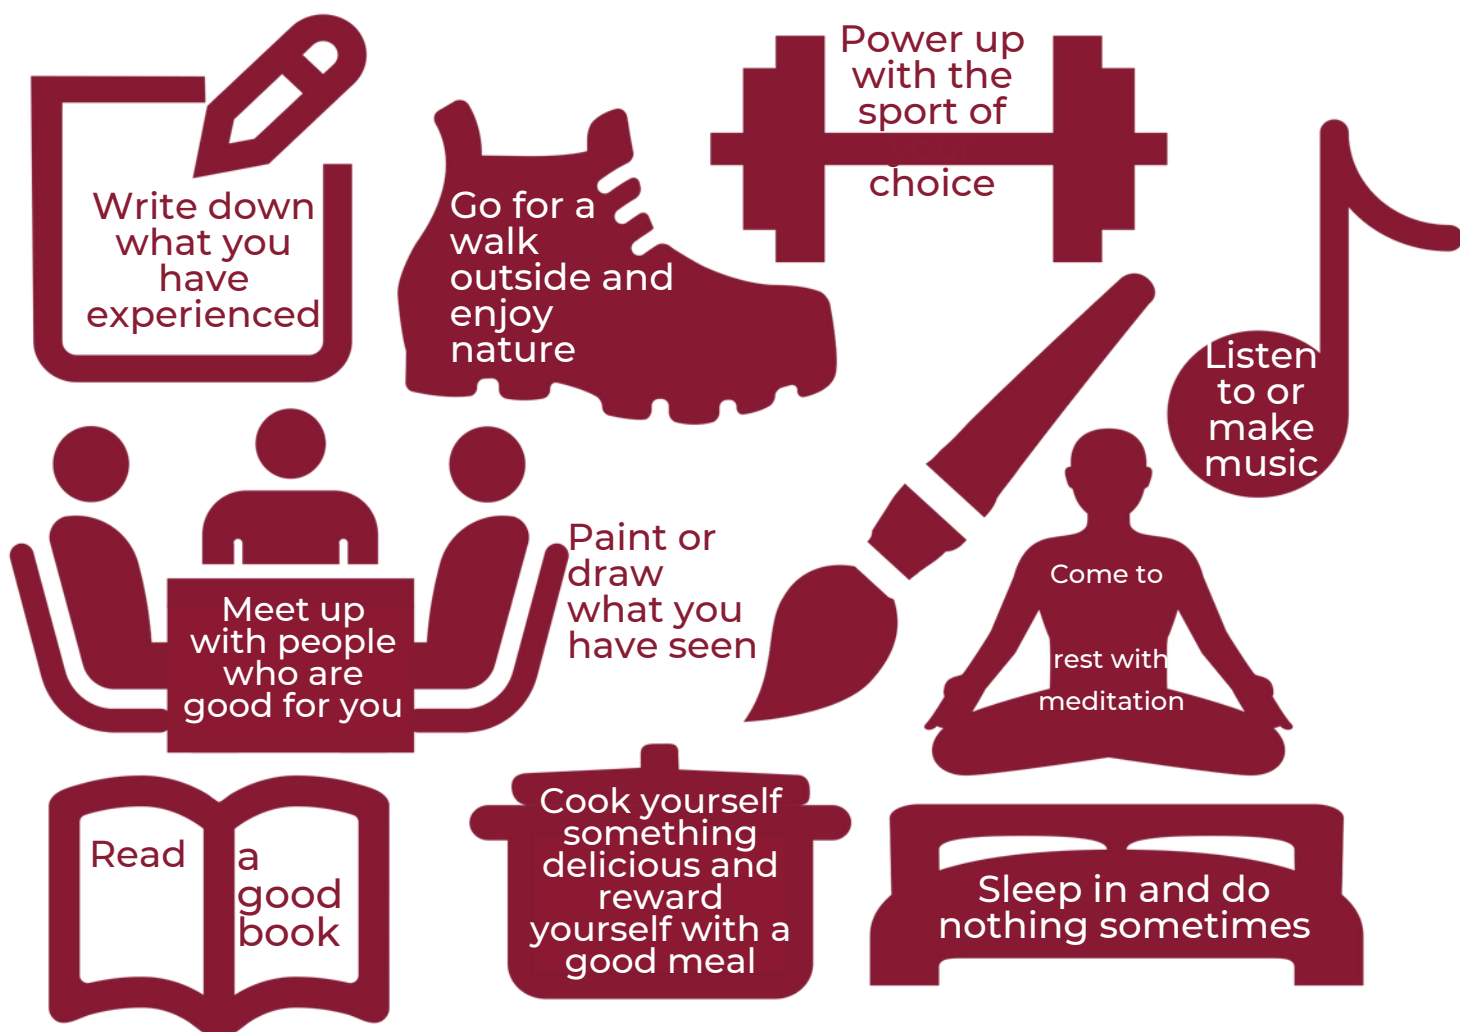 Write down
what you
have
experienced
Go for a
walk
outside and
enjoy
nature
Power up
with the
sport of
your
choice
Listen
to or
make
music
Meet up
with people
who are
good for you
Paint or
draw
what you
have seen
Come to
rest with
meditation
Read
a
good
book
Cook yourself
something
delicious and
reward
yourself with a
good meal
Sleep in and do
nothing sometimes